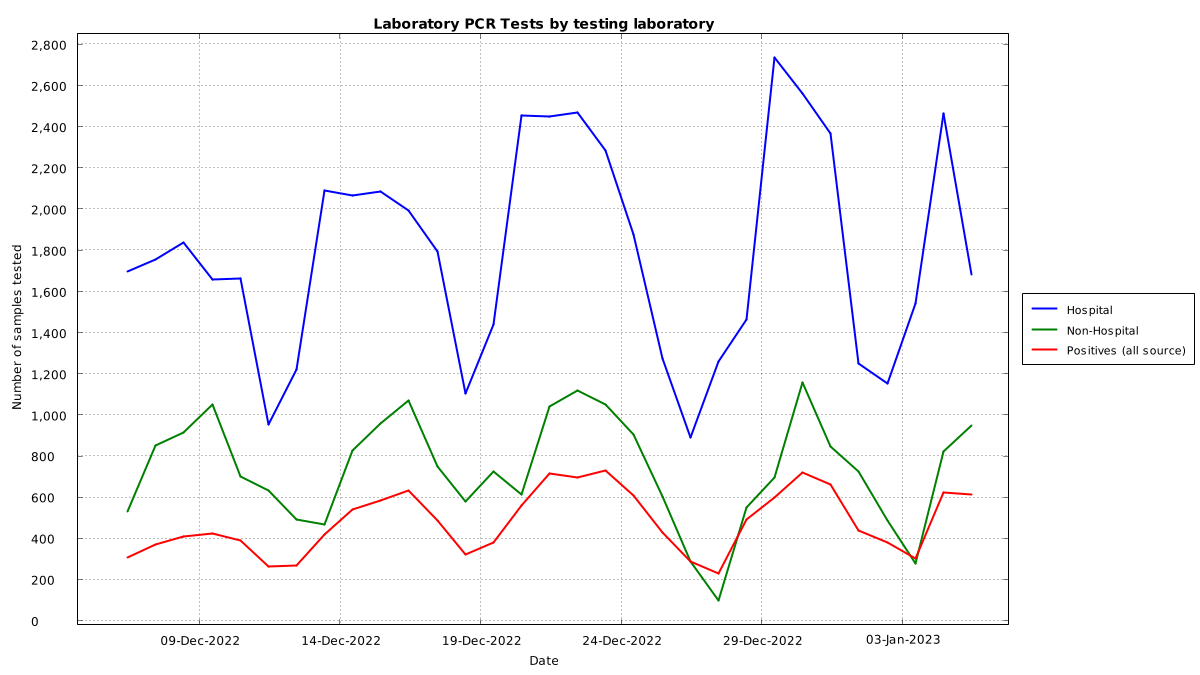 Laboratory PCR Tests by testing laboratory
2,800
2,600
2,400
2,200
2,000
1,800
1,600
1,400
1,200
1,000
800
600
400
200
0
Number of samples tested
09-Dec-2022
14-Dec-2022
19-Dec-2022
24-Dec-2022
29-Dec-2022
03-Jan-2023
Date
Hospital
Non-Hospital
Positives (all source)